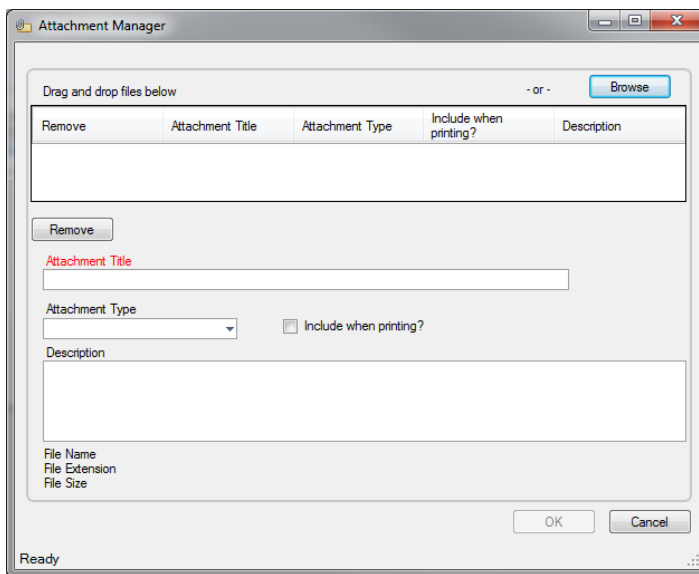 Attachment Manager
Drag and drop files below - or - Browse
Remove Attachment Title Attachment Type Include when printing? Description
Remove
Attachment Title
Attachment Type
Include when printing?
Description
File Name
File Extension
File Size
OK Cancel
Ready